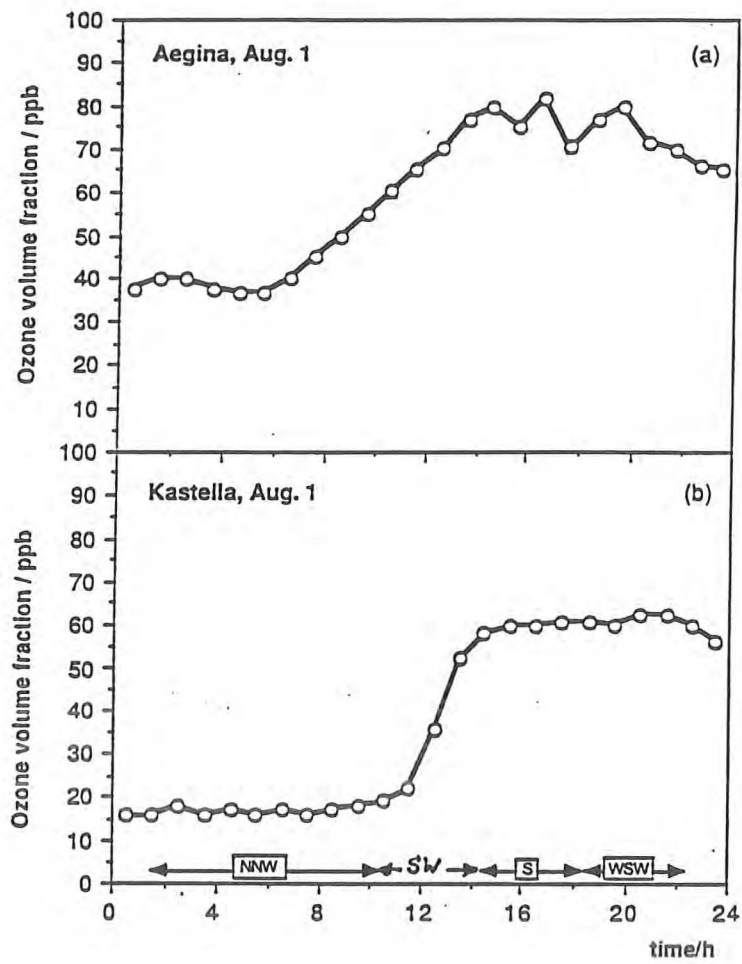 100
90
80
70
60
50
40
30
20
10
Ozone volume fraction / ppb
Aegina, Aug. 1
(a)
100
90
80
70
60
50
40
30
20
10
0
Ozone volume fraction / ppb
Kastella, Aug. 1
(b)
NNW SW S WSW
0 4 8 12 16 20 24
time/h